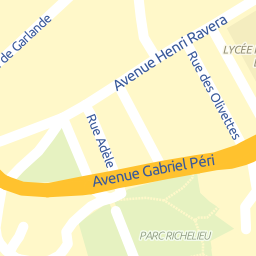 de Garlande
Avenue Henri Ravera
LYCÉE
Rue des Olivettes
Rue Adèle
Avenue Gabriel Péri
PARC RICHELIEU